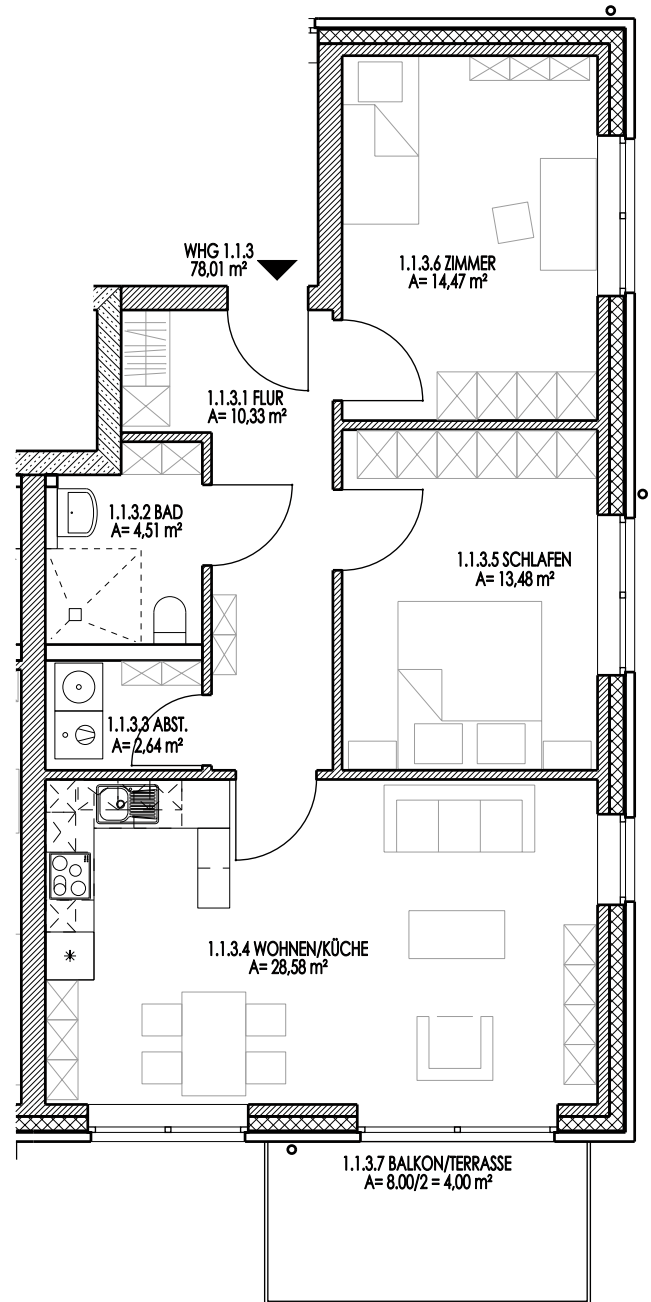 WHG 1.1.3
78,01 m²
1.1.3.6 ZIMMER
A= 14,47 m²
1.1.3.1 FLUR
A= 10,33 m²
1.1.3.2 BAD
A= 4,51 m²
1.1.3.5 SCHLAFEN
A= 13,48 m²
1.1.3.3 ABST.
A= 2,64 m²
1.1.3.4 WOHNEN/KÜCHE
A= 28,58 m²
1.1.3.7 BALKON/TERRASSE
A= 8.00/2 = 4,00 m²